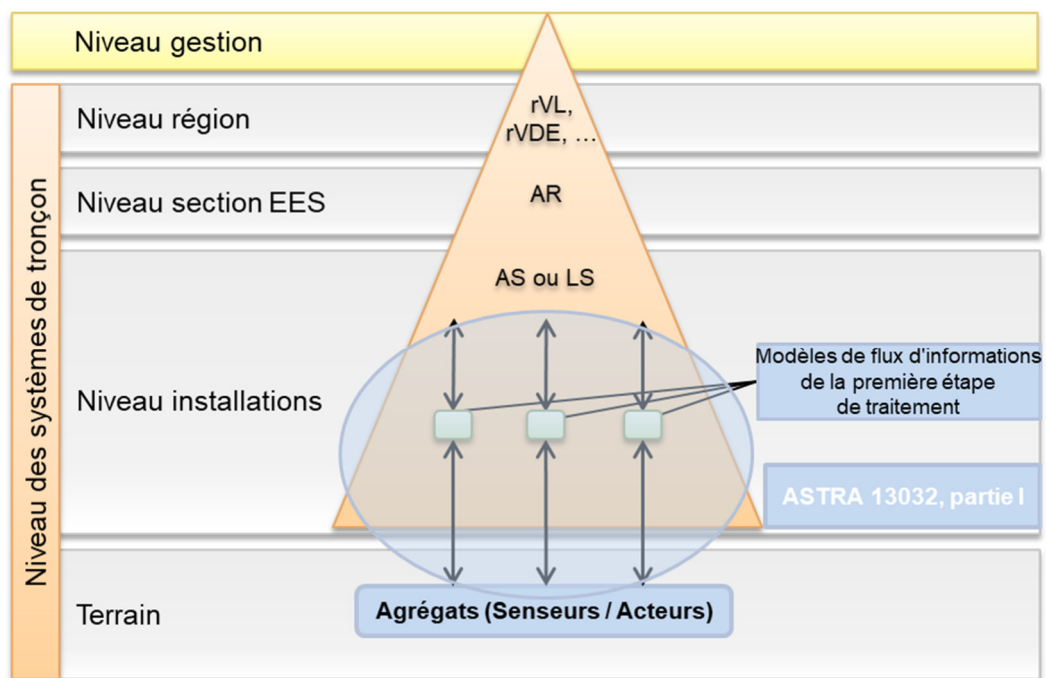 Niveau gestion
Niveau des systèmes de tronçon
Niveau région
rVL,
rVDE, …
Niveau section EES
AR
AS ou LS
Niveau installations
Modèles de flux d'informations
de la première étape
de traitement
ASTRA 13032, partie I
Terrain
Agrégats (Senseurs / Acteurs)